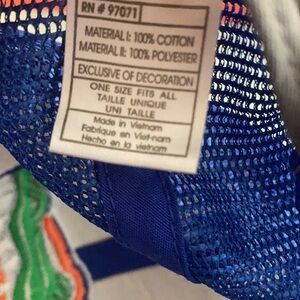 RN # 97071
MATERIAL I: 100% COTTON
MATERIAL II: 100% POLYESTER
EXCLUSIVE OF DECORATION
ONE SIZE FITS ALL
TAILLE UNIQUE
UNI TAILLE
Made in Vietnam
Fabriqué en Viet-nam
Hecho en la Vietnam